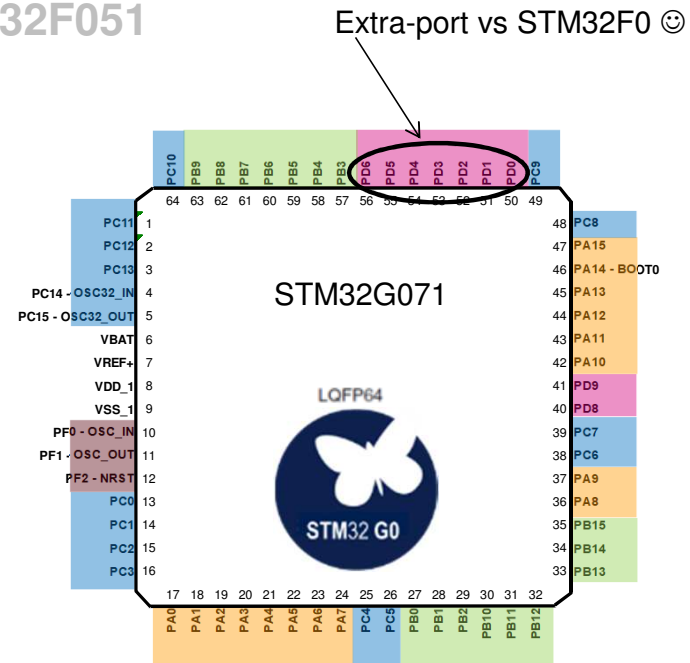 32F051
Extra-port vs STM32F0 ☺
PC10 PB9 PB8 PB7 PB6 PB5 PB4 PB3 PD6 PD5 PD4 PD3 PD2 PD1 PD0 PC9
64 63 62 61 60 59 58 57 56 55 54 53 52 51 50 49
PC11 1
PC12 2
PC13 3
PC14 - OSC32_IN 4
PC15 - OSC32_OUT 5
VBAT 6
VREF+ 7
VDD_1 8
VSS_1 9
PF0 - OSC_IN 10
PF1 - OSC_OUT 11
PF2 - NRST 12
PC0 13
PC1 14
PC2 15
PC3 16
STM32G071
LQFP64
STM32 G0
48 PC8
47 PA15
46 PA14 - BOOT0
45 PA13
44 PA12
43 PA11
42 PA10
41 PD9
40 PD8
39 PC7
38 PC6
37 PA9
36 PA8
35 PB15
34 PB14
33 PB13
17 18 19 20 21 22 23 24 25 26 27 28 29 30 31 32
PA0 PA1 PA2 PA3 PA4 PA5 PA6 PA7 PC4 PC5 PB0 PB1 PB2 PB10 PB11 PB12